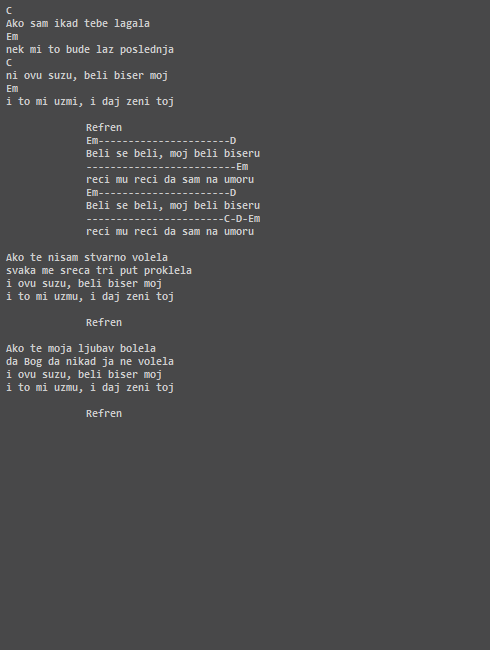 C
Ako sam ikad tebe lagala
Em
nek mi to bude laz poslednja
C
ni ovu suzu, beli biser moj
Em
i to mi uzmi, i daj zeni toj
Refren
Em----------------------D
Beli se beli, moj beli biseru
-------------------------Em
reci mu reci da sam na umoru
Em----------------------D
Beli se beli, moj beli biseru
-----------------------C-D-Em
reci mu reci da sam na umoru
Ako te nisam stvarno volela
svaka me sreca tri put proklela
i ovu suzu, beli biser moj
i to mi uzmu, i daj zeni toj
Refren
Ako te moja ljubav bolela
da Bog da nikad ja ne volela
i ovu suzu, beli biser moj
i to mi uzmu, i daj zeni toj
Refren